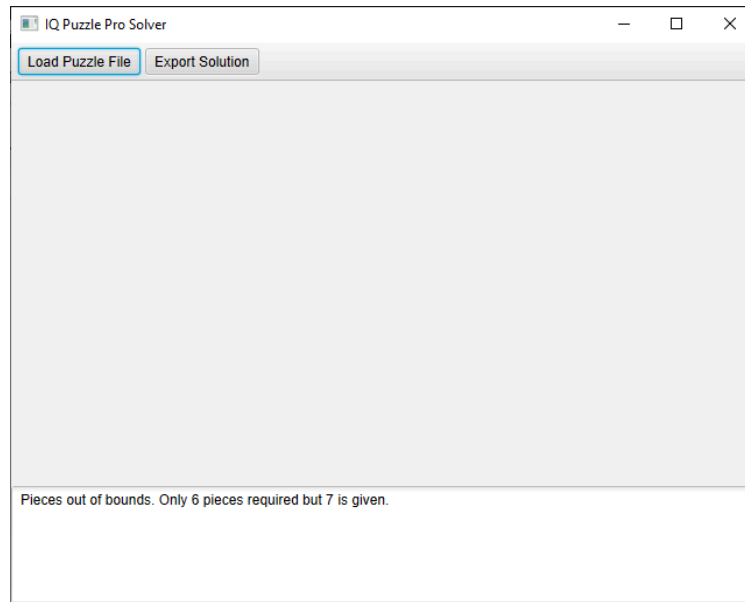 IQ Puzzle Pro Solver
Load Puzzle File Export Solution
Pieces out of bounds. Only 6 pieces required but 7 is given.